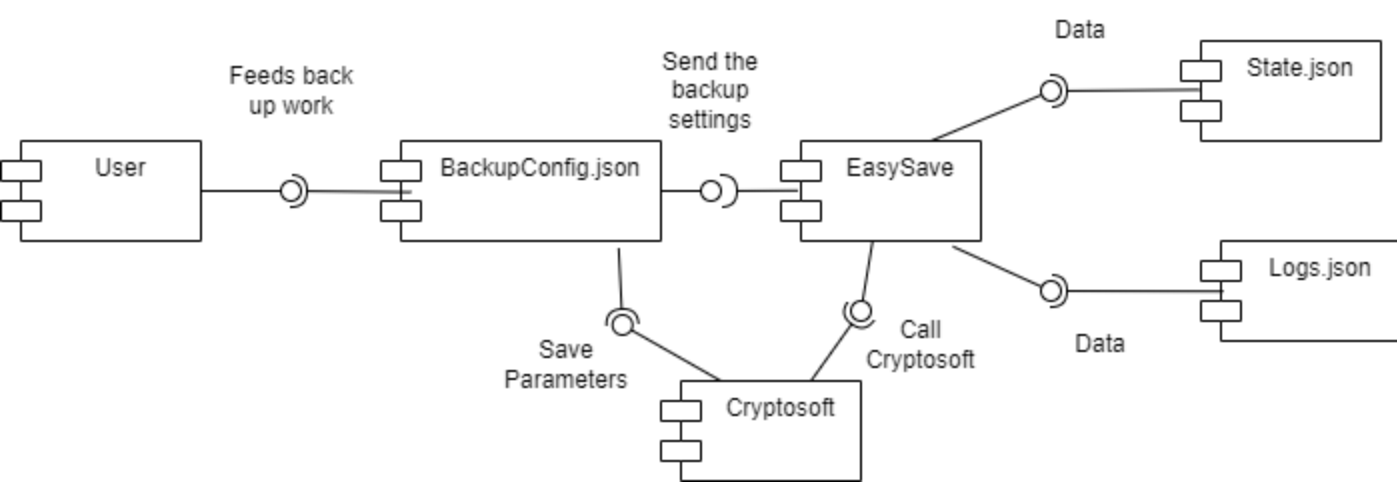 Data
State.json
Send the
backup
settings
Feeds back
up work
User
BackupConfig.json
EasySave
Logs.json
Call
Cryptosoft
Data
Save
Parameters
Cryptosoft